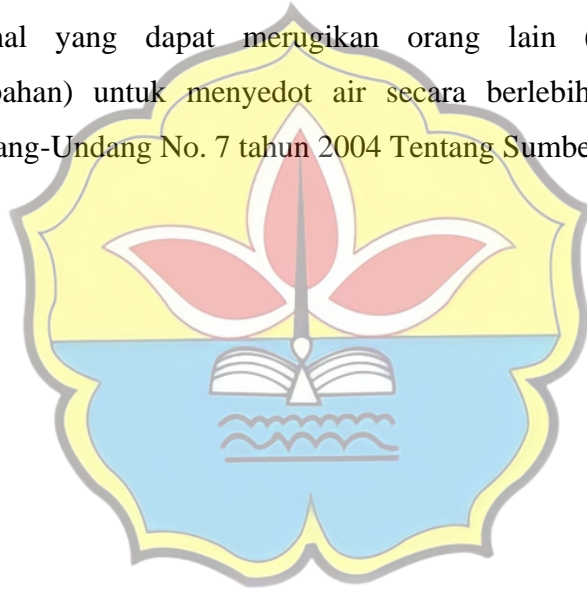 nal yang dapat merugikan orang lain (
bahan) untuk menyedot air secara berlebih
ang-Undang No. 7 tahun 2004 Tentang Sumbe